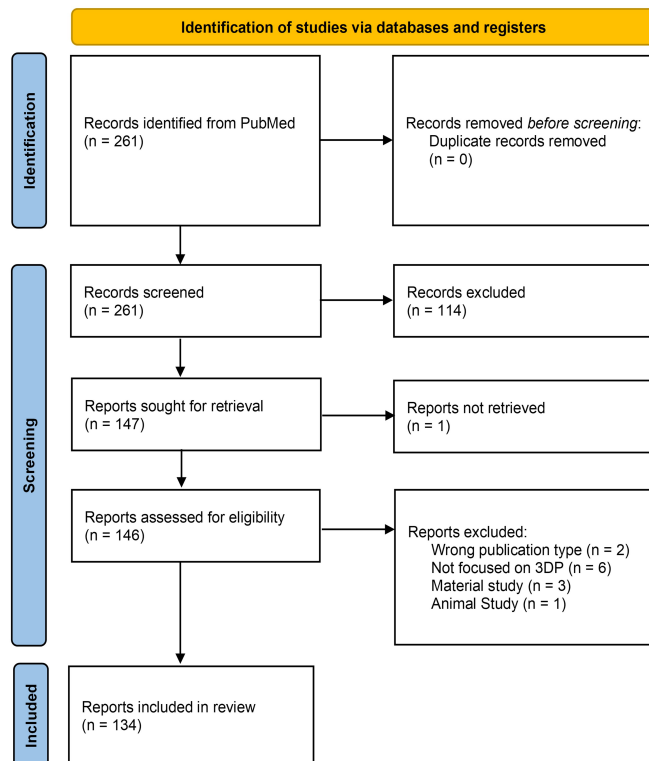 Identification of studies via databases and registers
Identification
Records identified from PubMed
(n = 261)
Records removed before screening:
Duplicate records removed
(n = 0)
Screening
Records screened
(n = 261)
Records excluded
(n = 114)
Reports sought for retrieval
(n = 147)
Reports not retrieved
(n = 1)
Reports assessed for eligibility
(n = 146)
Reports excluded:
Wrong publication type (n = 2)
Not focused on 3DP (n = 6)
Material study (n = 3)
Animal Study (n = 1)
Included
Reports included in review
(n = 134)